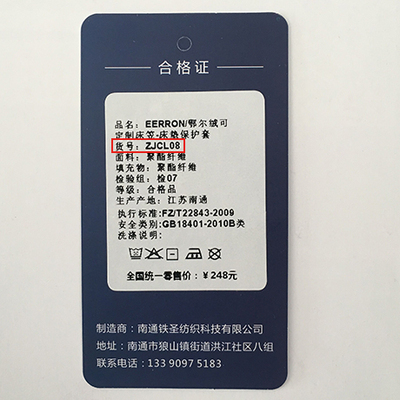 合格证
品名：EERRON/鄂尔绒可
定制床笠-床垫保护套
货号：ZJCL08
面料：聚酯纤维
填充物：聚酯纤维
检验组：检07
等级：合格品
生产产地：江苏南通
执行标准:FZ/T22843-2009
安全类别:GB18401-2010B类
洗涤说明：
全国统一零售价：￥248元
制造商：南通铁圣纺织科技有限公司
地址：南通市狼山镇街道洪江社区八组
联系电话：133 9097 5183